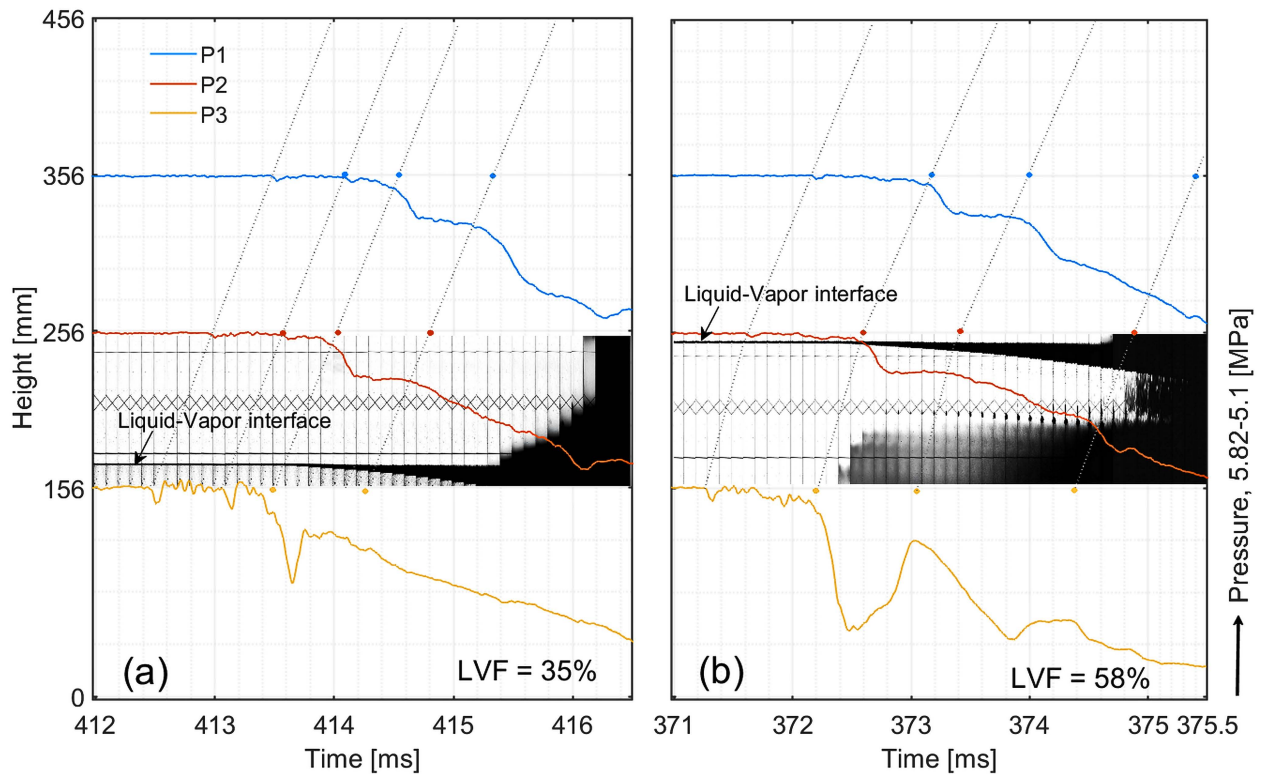 456
356
256
156
0
Height [mm]
P1
P2
P3
Liquid-Vapor interface
(a)
LVF = 35%
412
413
414
415
416
Time [ms]
Liquid-Vapor interface
(b)
LVF = 58%
371
372
373
374
375 375.5
Time [ms]
Pressure, 5.82-5.1 [MPa]